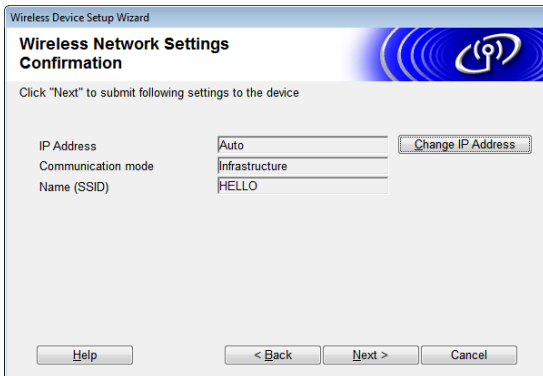 Wireless Device Setup Wizard
Wireless Network Settings
Confirmation
Click "Next" to submit following settings to the device
IP Address Auto Change IP Address
Communication mode Infrastructure
Name (SSID) HELLO
Help < Back Next > Cancel